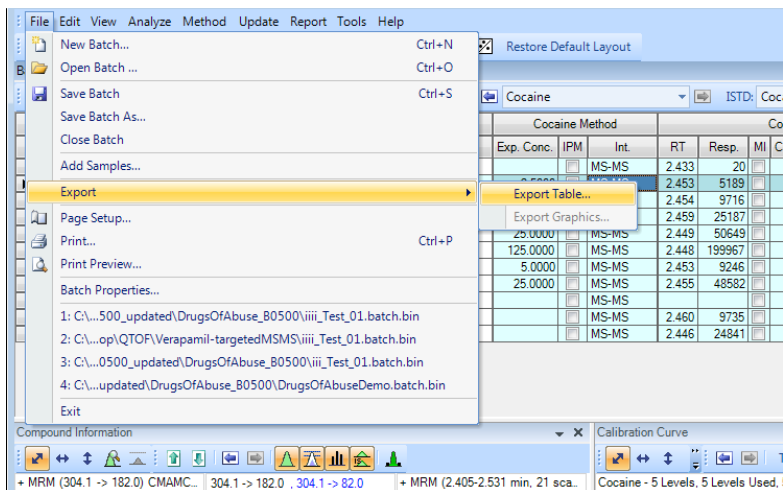 File Edit View Analyze Method Update Report Tools Help
New Batch... Ctrl+N
Restore Default Layout
Open Batch ... Ctrl+O
B
Save Batch Ctrl+S
Cocaine ISTD: Coc
Save Batch As...
Cocaine Method Co
Close Batch
Exp. Conc. IPM Int. RT Resp. MI C
Add Samples...
MS-MS 2.433 20
Export
2.453 5189
Export Table...
2.454 9716
Page Setup...
Export Graphics...
2.459 25187
Print... Ctrl+P
25.0000 MS-MS 2.449 50649
125.0000 MS-MS 2.448 199967
Print Preview...
5.0000 MS-MS 2.453 9246
Batch Properties...
25.0000 MS-MS 2.455 48582
MS-MS
1: C:\...500_updated\DrugsOfAbuse_B0500\iiii_Test_01.batch.bin
MS-MS 2.460 9735
2: C:\...op\QTOF\Verapamil-targetedMSMS\iiii_Test_01.batch.bin
MS-MS 2.446 24841
3: C:\...0500_updated\DrugsOfAbuse_B0500\iii_Test_01.batch.bin
4: C:\...updated\DrugsOfAbuse_B0500\DrugsOfAbuseDemo.batch.bin
Exit
Compound Information
Calibration Curve
+ MRM (304.1 -> 182.0) CMAMC... 304.1 -> 182.0 , 304.1 -> 82.0 + MRM (2.405-2.531 min, 21 sca... Cocaine - 5 Levels, 5 Levels Used,